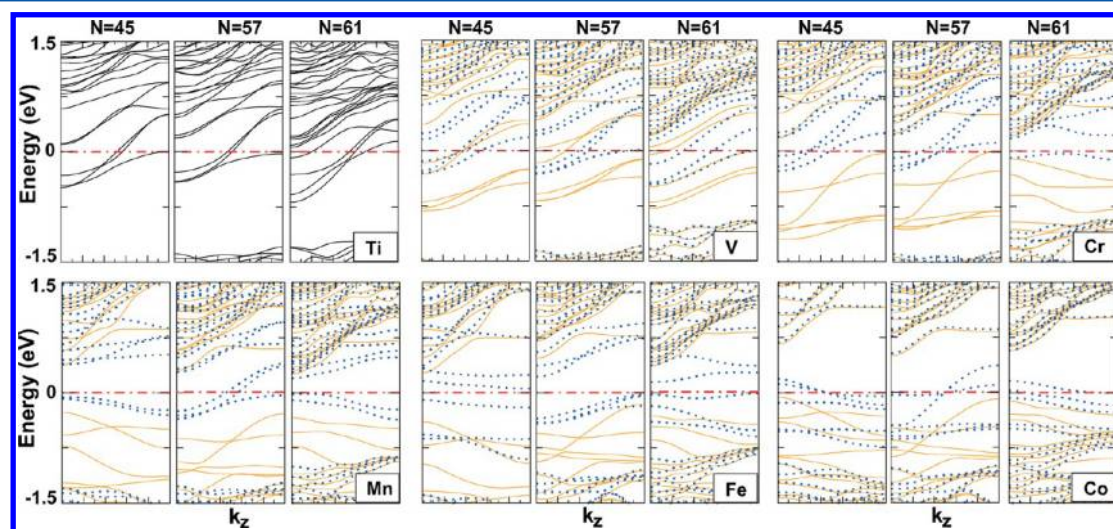 N=45 N=57 N=61 N=45 N=57 N=61 N=45 N=57 N=61
1.5
Energy (eV)
0
-1.5
Ti V Cr
1.5
Energy (eV)
0
-1.5
Mn Fe Co
kz kz kz